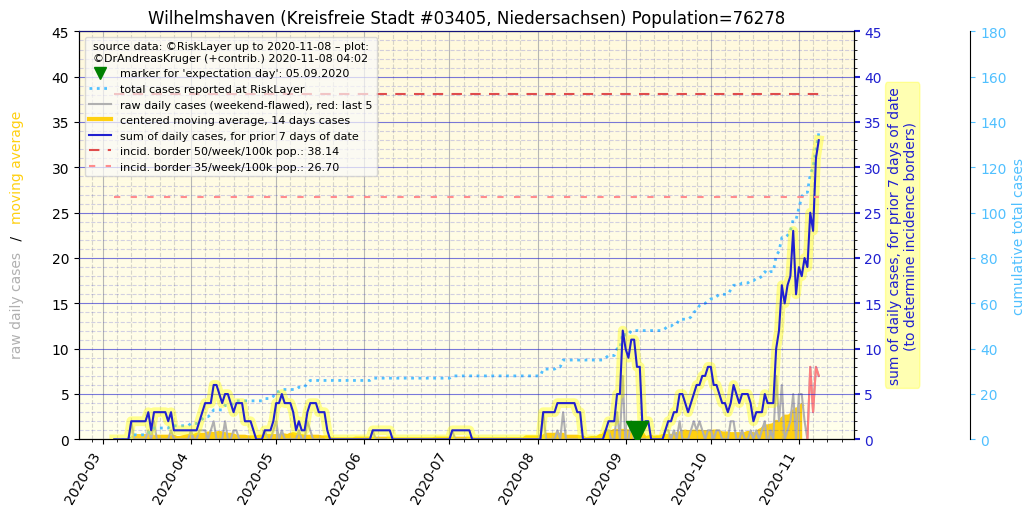 Wilhelmshaven (Kreisfreie Stadt #03405, Niedersachsen) Population=76278
source data: ©RiskLayer up to 2020-11-08 – plot:
©DrAndreasKruger (+contrib.) 2020-11-08 04:02
marker for 'expectation day': 05.09.2020
total cases reported at RiskLayer
raw daily cases (weekend-flawed), red: last 5
centered moving average, 14 days cases
sum of daily cases, for prior 7 days of date
incid. border 50/week/100k pop.: 38.14
incid. border 35/week/100k pop.: 26.70
raw daily cases / moving average
45
40
35
30
25
20
15
10
5
0
2020-03
2020-04
2020-05
2020-06
2020-07
2020-08
2020-09
2020-10
2020-11
45
40
35
30
25
20
15
10
5
0
sum of daily cases, for prior 7 days of date
(to determine incidence borders)
180
160
140
120
100
80
60
40
20
0
cumulative total cases